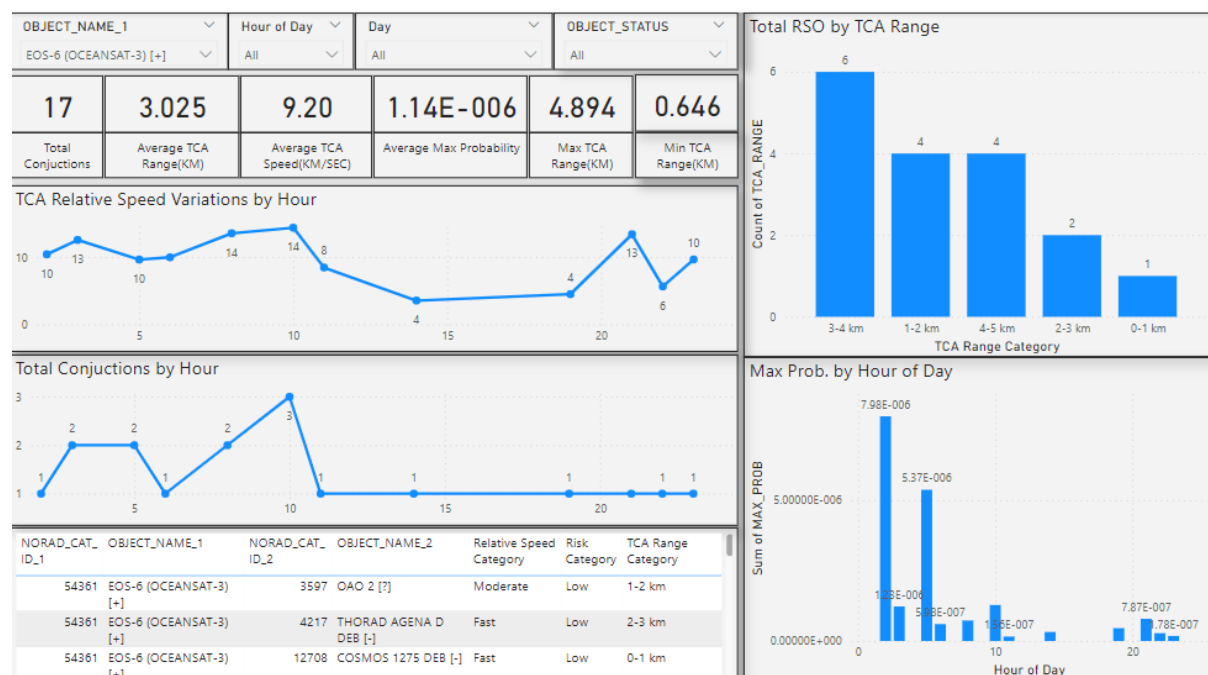 OBJECT_NAME_1
EOS-6 (OCEANSAT-3) [+]
Hour of Day
All
Day
All
OBJECT_STATUS
All
17
Total
Conjuctions
3.025
Average TCA
Range(KM)
9.20
Average TCA
Speed(KM/SEC)
1.14E-006
Average Max Probability
4.894
Max TCA
Range(KM)
0.646
Min TCA
Range(KM)
TCA Relative Speed Variations by Hour
10
0
10
13
10
14
14
8
4
4
13
6
10
5
10
15
20
Total Conjuctions by Hour
3
2
1
1
2
2
1
2
3
1
1
1
1
1
1
5
10
15
20
NORAD_CAT_
ID_1
OBJECT_NAME_1
NORAD_CAT_
ID_2
OBJECT_NAME_2
Relative Speed
Category
Risk
Category
TCA Range
Category
54361 EOS-6 (OCEANSAT-3)
[+]
3597 OAO 2 [?]
Moderate
Low
1-2 km
54361 EOS-6 (OCEANSAT-3)
[+]
4217 THORAD AGENA D
DEB [-]
Fast
Low
2-3 km
54361 EOS-6 (OCEANSAT-3)
[+]
12708 COSMOS 1275 DEB [-]
Fast
Low
0-1 km
Total RSO by TCA Range
Count of TCA_RANGE
6
4
2
0
6
4
4
2
1
3-4 km
1-2 km
4-5 km
2-3 km
0-1 km
TCA Range Category
Max Prob. by Hour of Day
Sum of MAX_PROB
5.00000E-006
0.00000E+000
7.98E-006
5.37E-006
7.87E-007
0
10
20
Hour of Day